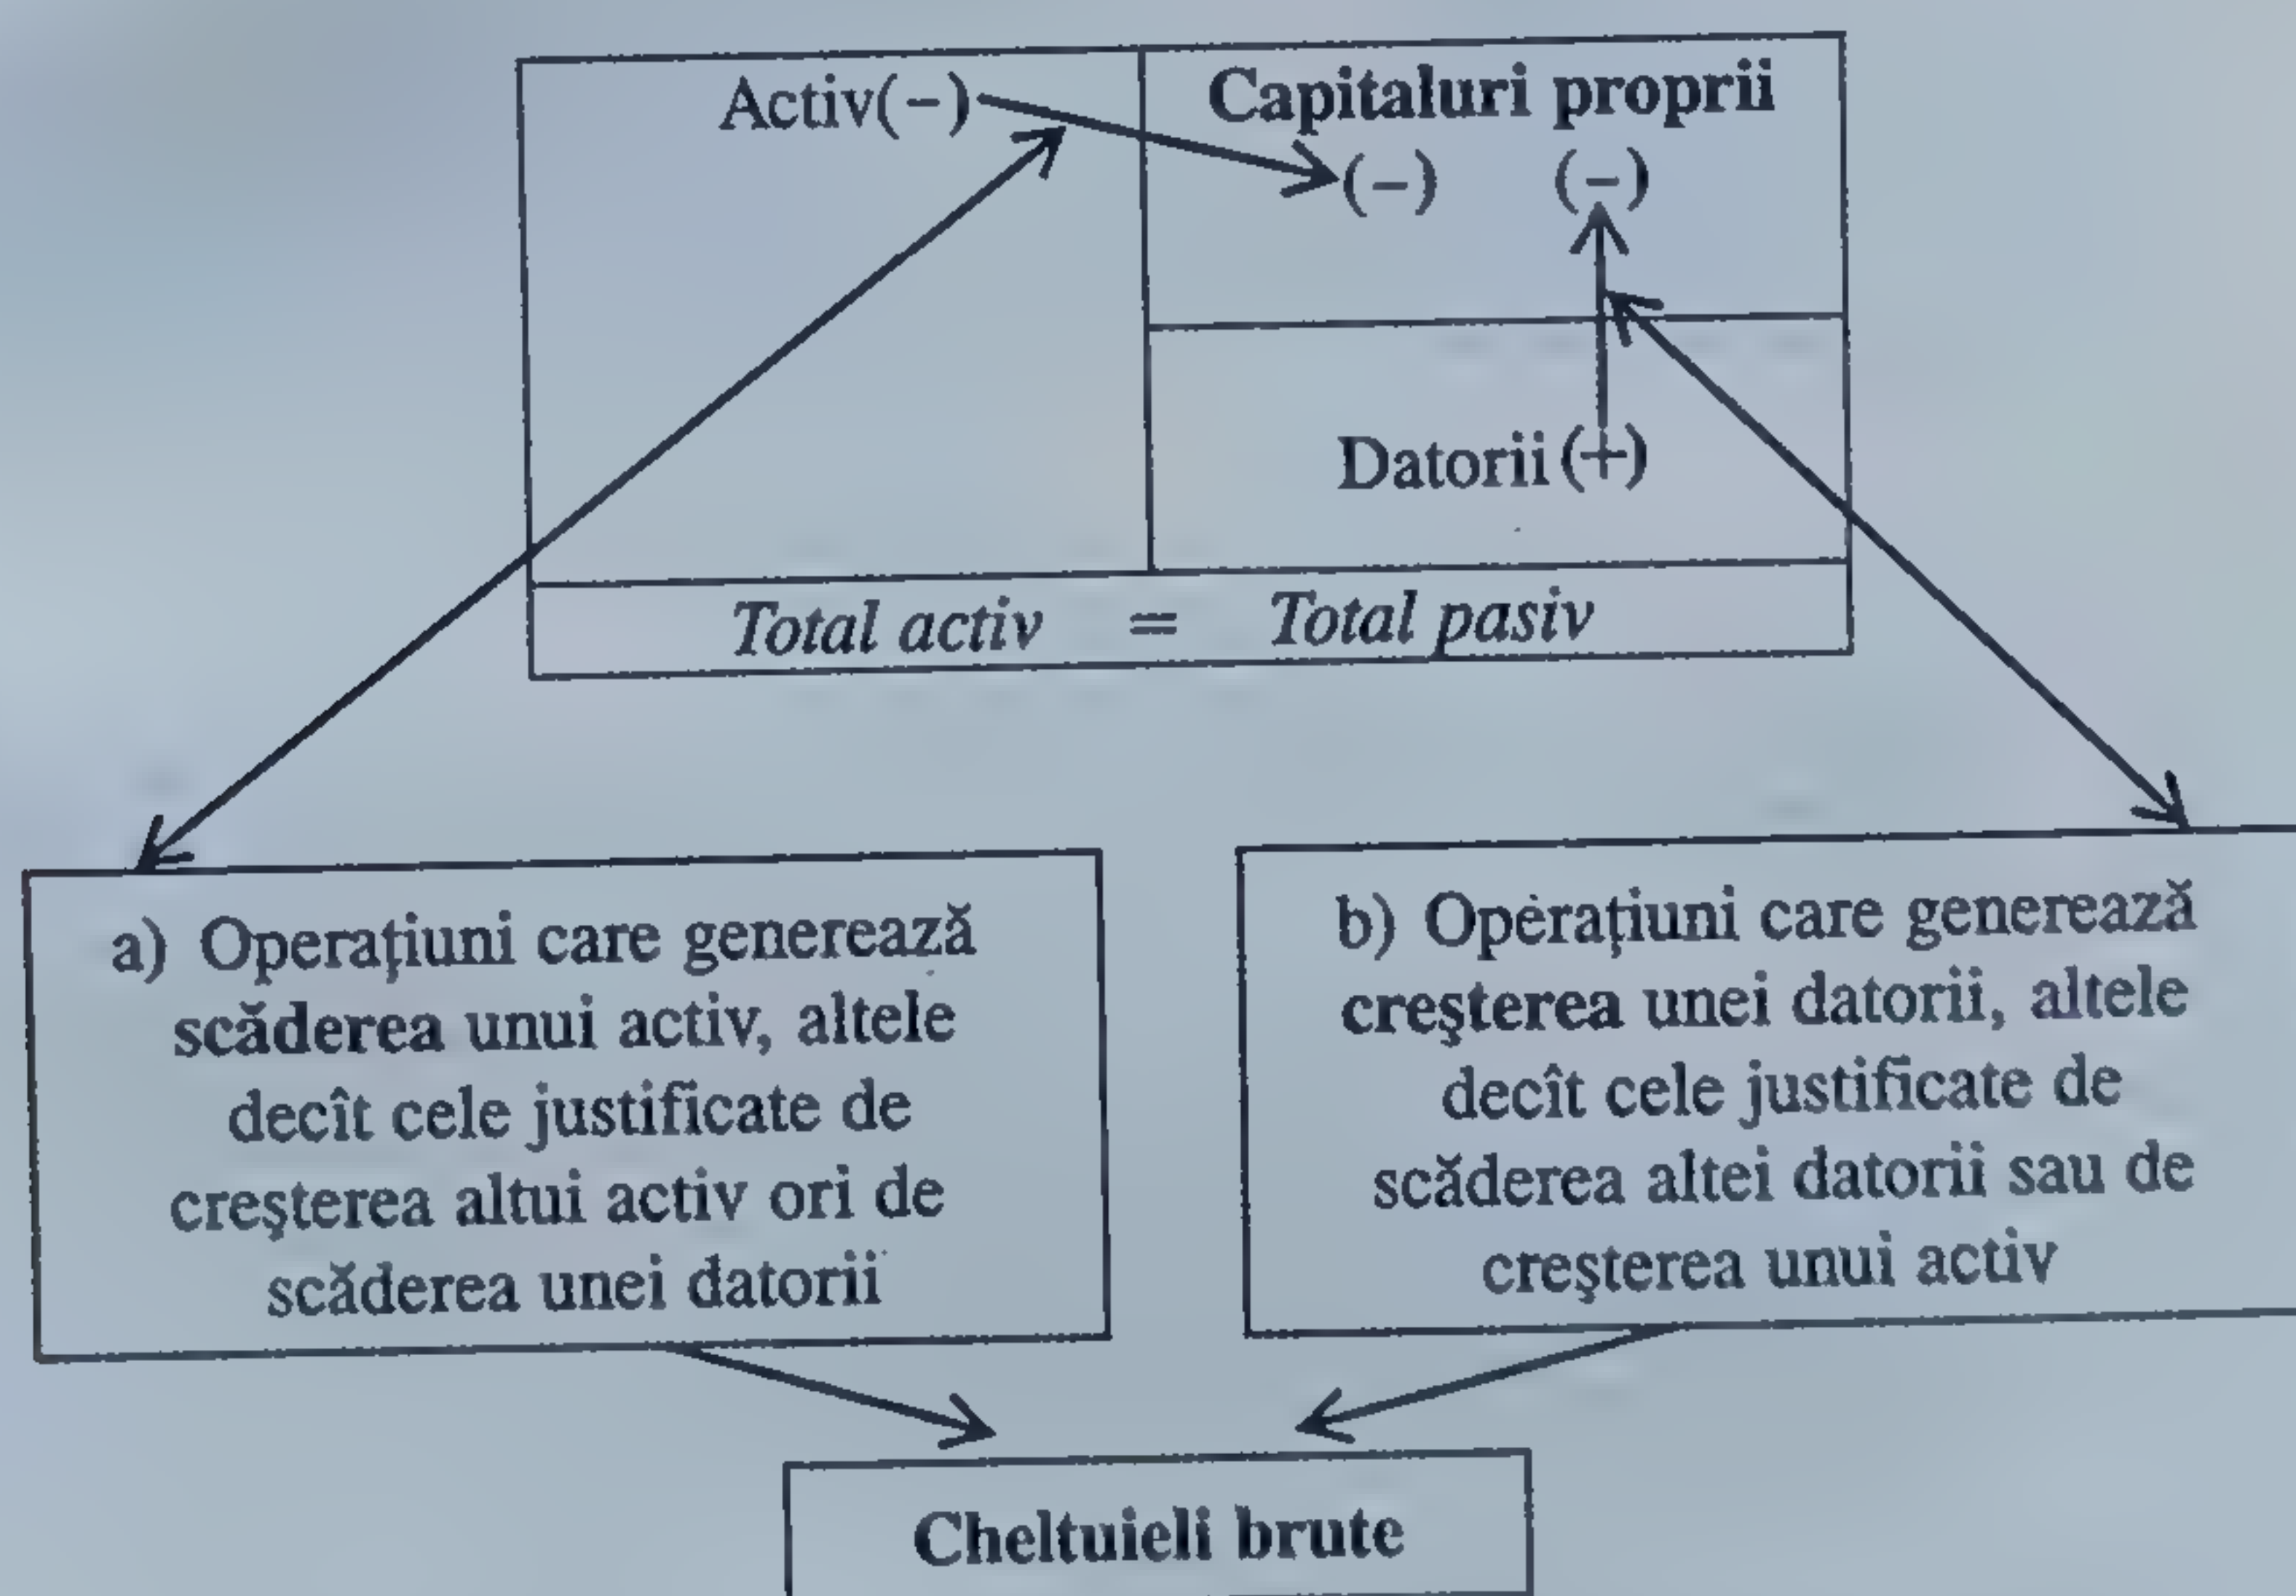 Activ(–)
Capitaluri proprii
(–) (–)
Datorii (+)
Total activ = Total pasiv
a) Operaţiuni care generează
scăderea unui activ, altele
decît cele justificate de
creşterea altui activ ori de
scăderea unei datorii
b) Operaţiuni care generează
creşterea unei datorii, altele
decît cele justificate de
scăderea altei datorii sau de
creşterea unui activ
Cheltuieli brute